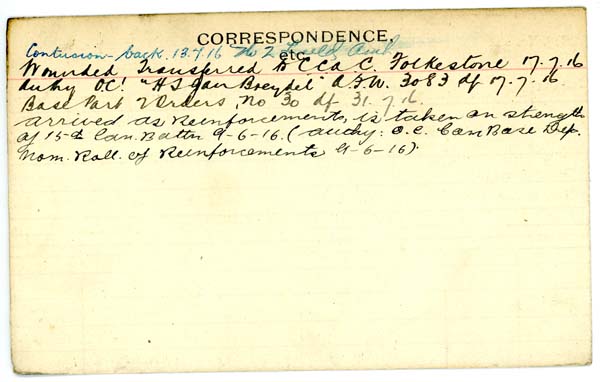 CORRESPONDENCE,
etc.
Contusion - back. 13.7.16 No 2 Field Amb
Wounded, Transferred to C.C.A.C. Folkestone 17.7.16
Authy O.C. "H S Jan Breydel" A.F.W. 3083 df 17.7.16
Base Part 2 Orders, No 30 df 31.7.16
arrived as Reinforcements, is taken on strength
of 15th Can. Battn 9-6-16. (authy: O.C. Can Base Dep.
Nom. Roll. of Reinforcements 9-6-16).